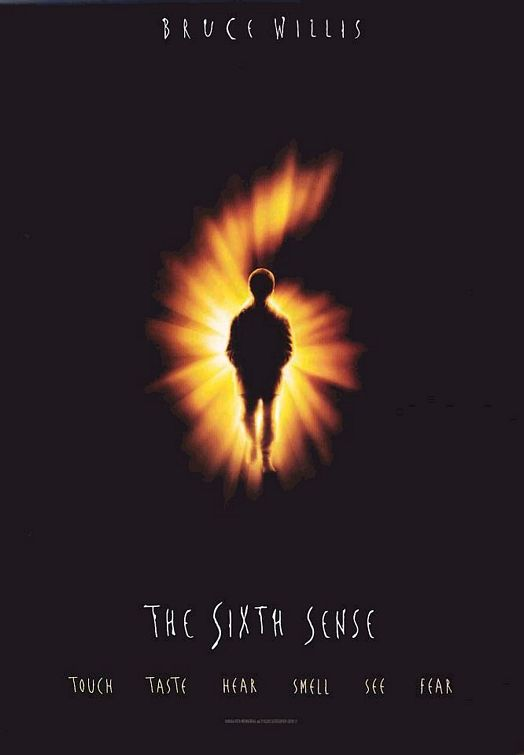 BRUCE WILLIS
THE SIXTH SENSE
TOUCH TASTE HEAR SMELL SEE FEAR